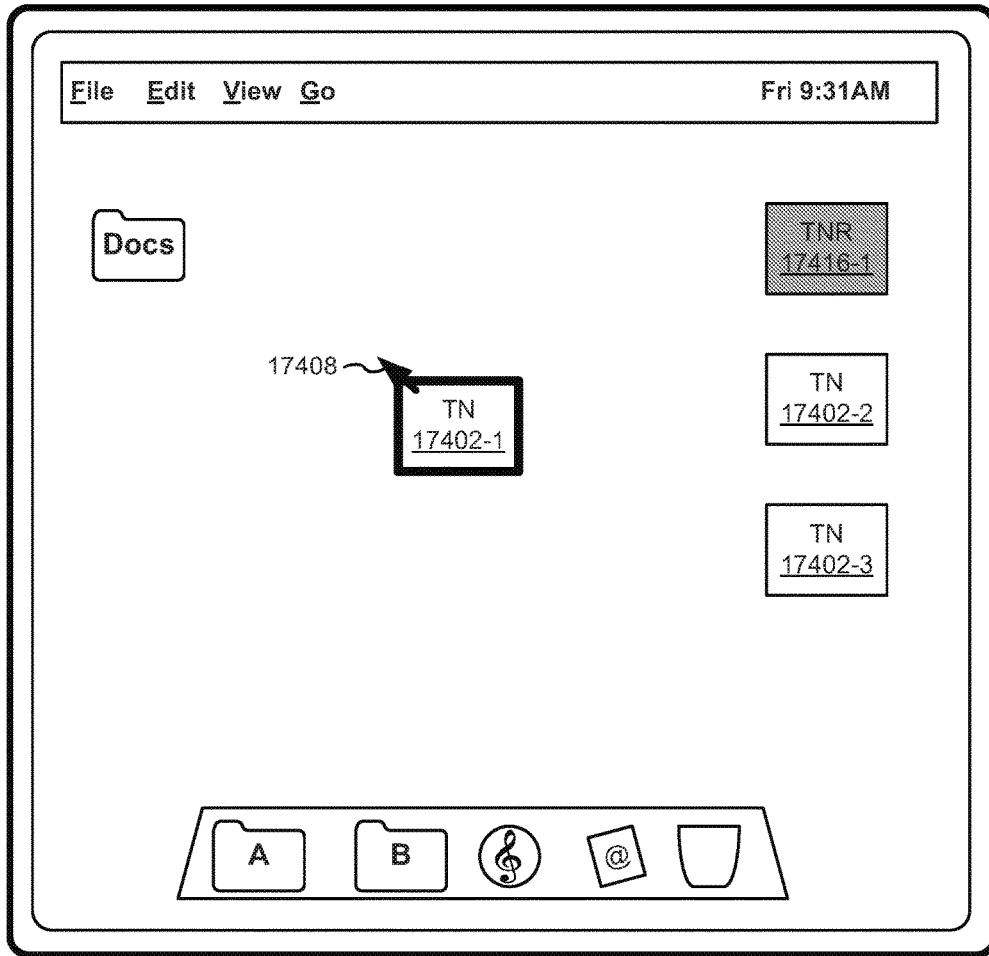 File Edit View Go Fri 9:31AM
Docs
TNR
17416-1
17408
TN
17402-1
TN
17402-2
TN
17402-3
A B @